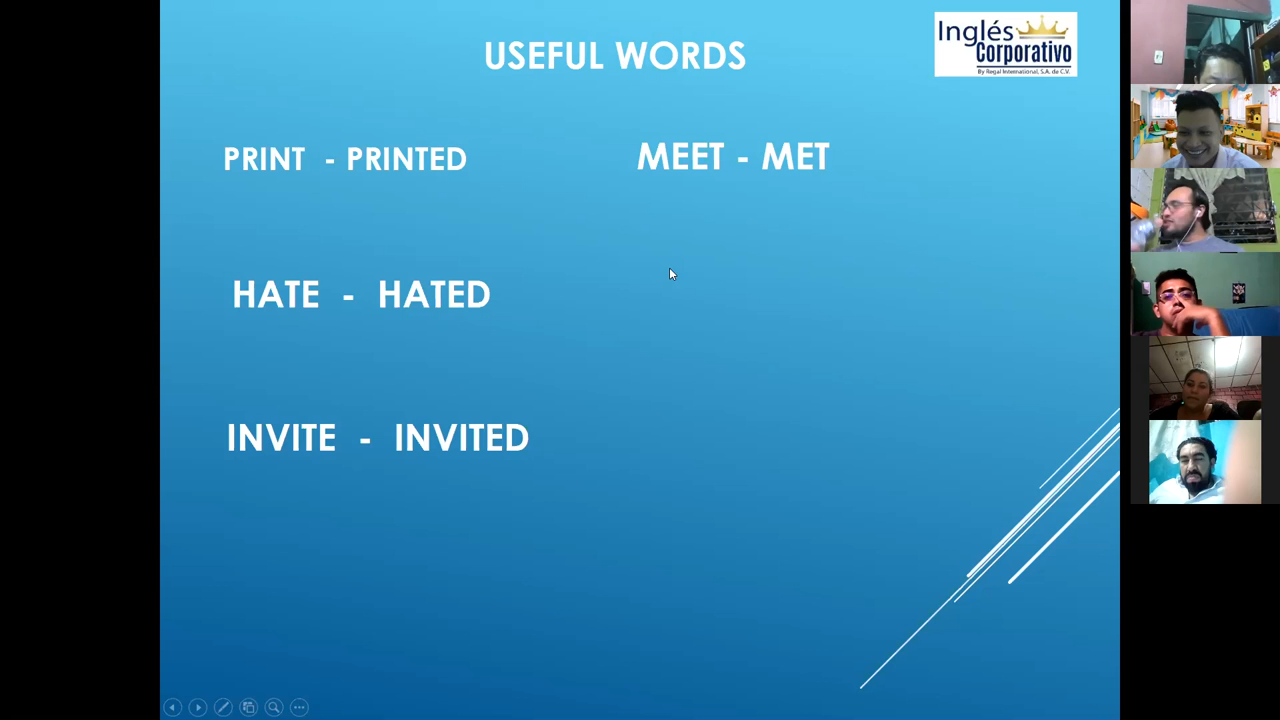 USEFUL WORDS
Inglés
Corporativo
By Regal International, S.A. de C.V.
PRINT - PRINTED
MEET - MET
HATE - HATED
INVITE - INVITED